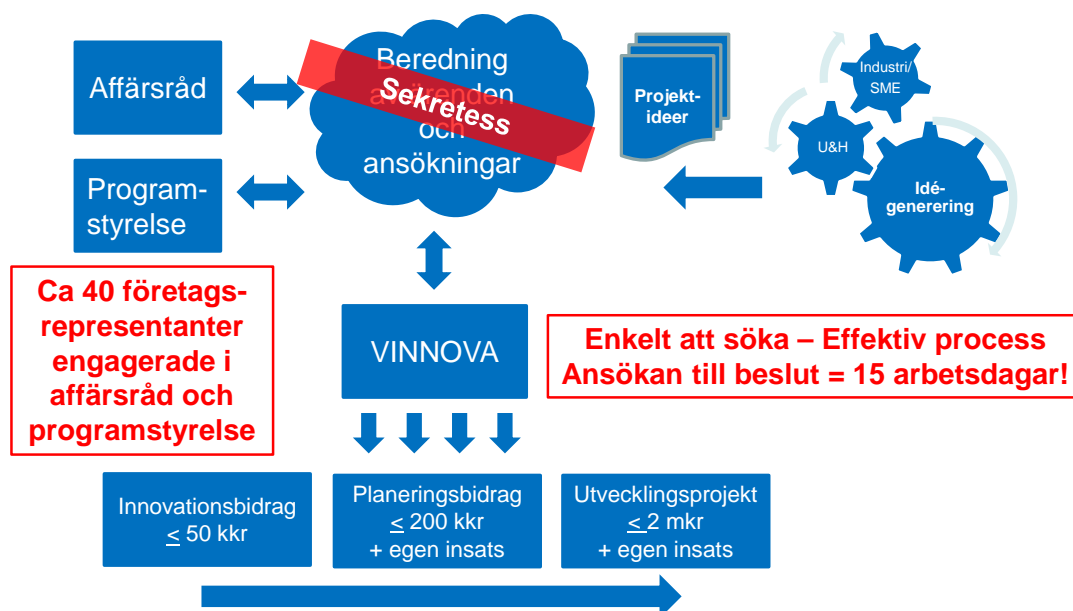 Affärsråd
Program-
styrelse
Beredning
av ärenden
och
ansökningar
Sekretess
Projekt-
ideer
Industri/
SME
U&H
Idé-
generering
Ca 40 företags-
representanter
engagerade i
affärsråd och
programstyrelse
VINNOVA
Enkelt att söka – Effektiv process
Ansökan till beslut = 15 arbetsdagar!
Innovationsbidrag
≤ 50 kkr
Planeringsbidrag
≤ 200 kkr
+ egen insats
Utvecklingsprojekt
≤ 2 mkr
+ egen insats